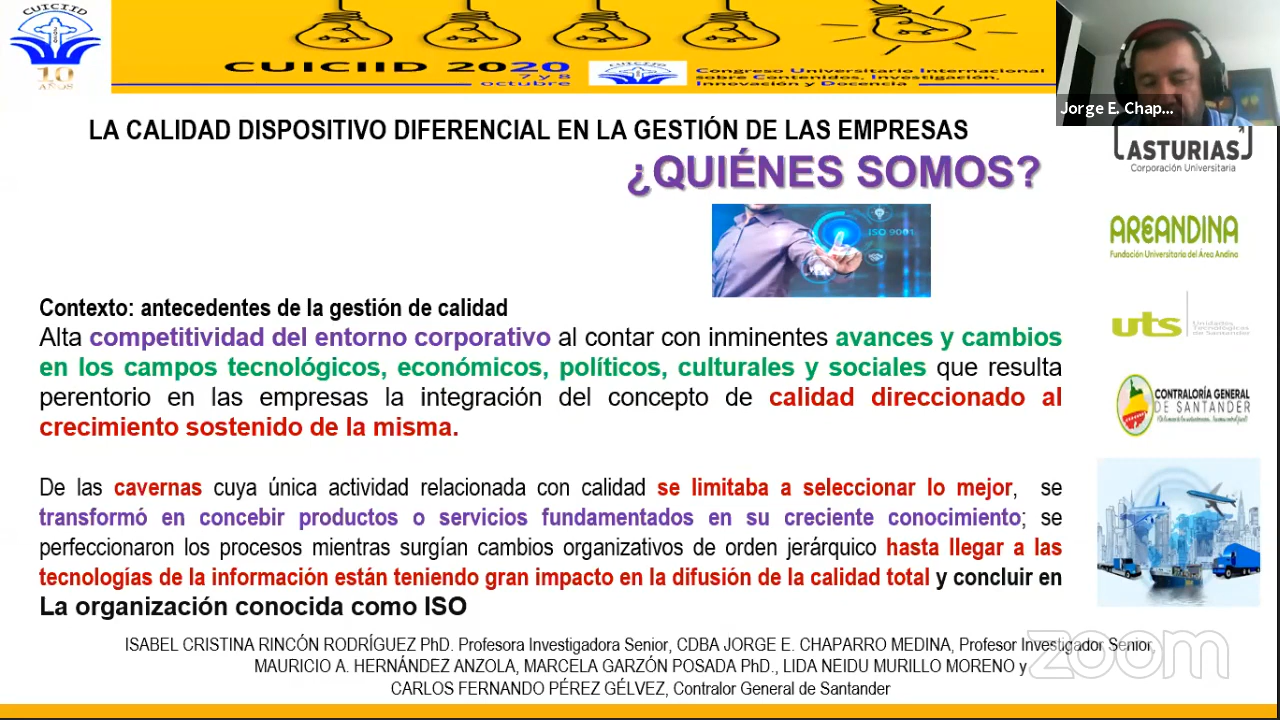 CUICIID
10
AÑOS
CUICIID 2020
7 y 8
octubre
CUICIID
Congreso Universitario Internacional
sobre Contenidos, Investigación,
Innovación y Docencia
Jorge E. Chap...
LA CALIDAD DISPOSITIVO DIFERENCIAL EN LA GESTIÓN DE LAS EMPRESAS
¿QUIÉNES SOMOS?
ISO 9001
ASTURIAS
Corporación Universitaria
AREANDINA
Fundación Universitaria del Área Andina
uts
Unidades
Tecnológicas
de Santander
CONTRALORÍA GENERAL
DE SANTANDER
Contexto: antecedentes de la gestión de calidad
Alta competitividad del entorno corporativo al contar con inminentes avances y cambios
en los campos tecnológicos, económicos, políticos, culturales y sociales que resulta
perentorio en las empresas la integración del concepto de calidad direccionado al
crecimiento sostenido de la misma.
De las cavernas cuya única actividad relacionada con calidad se limitaba a seleccionar lo mejor, se
transformó en concebir productos o servicios fundamentados en su creciente conocimiento; se
perfeccionaron los procesos mientras surgían cambios organizativos de orden jerárquico hasta llegar a las
tecnologías de la información están teniendo gran impacto en la difusión de la calidad total y concluir en
La organización conocida como ISO
ISABEL CRISTINA RINCÓN RODRÍGUEZ PhD. Profesora Investigadora Senior, CDBA JORGE E. CHAPARRO MEDINA, Profesor Investigador Senior,
MAURICIO A. HERNÁNDEZ ANZOLA, MARCELA GARZÓN POSADA PhD., LIDA NEIDU MURILLO MORENO y
CARLOS FERNANDO PÉREZ GÉLVEZ, Contralor General de Santander
zoom